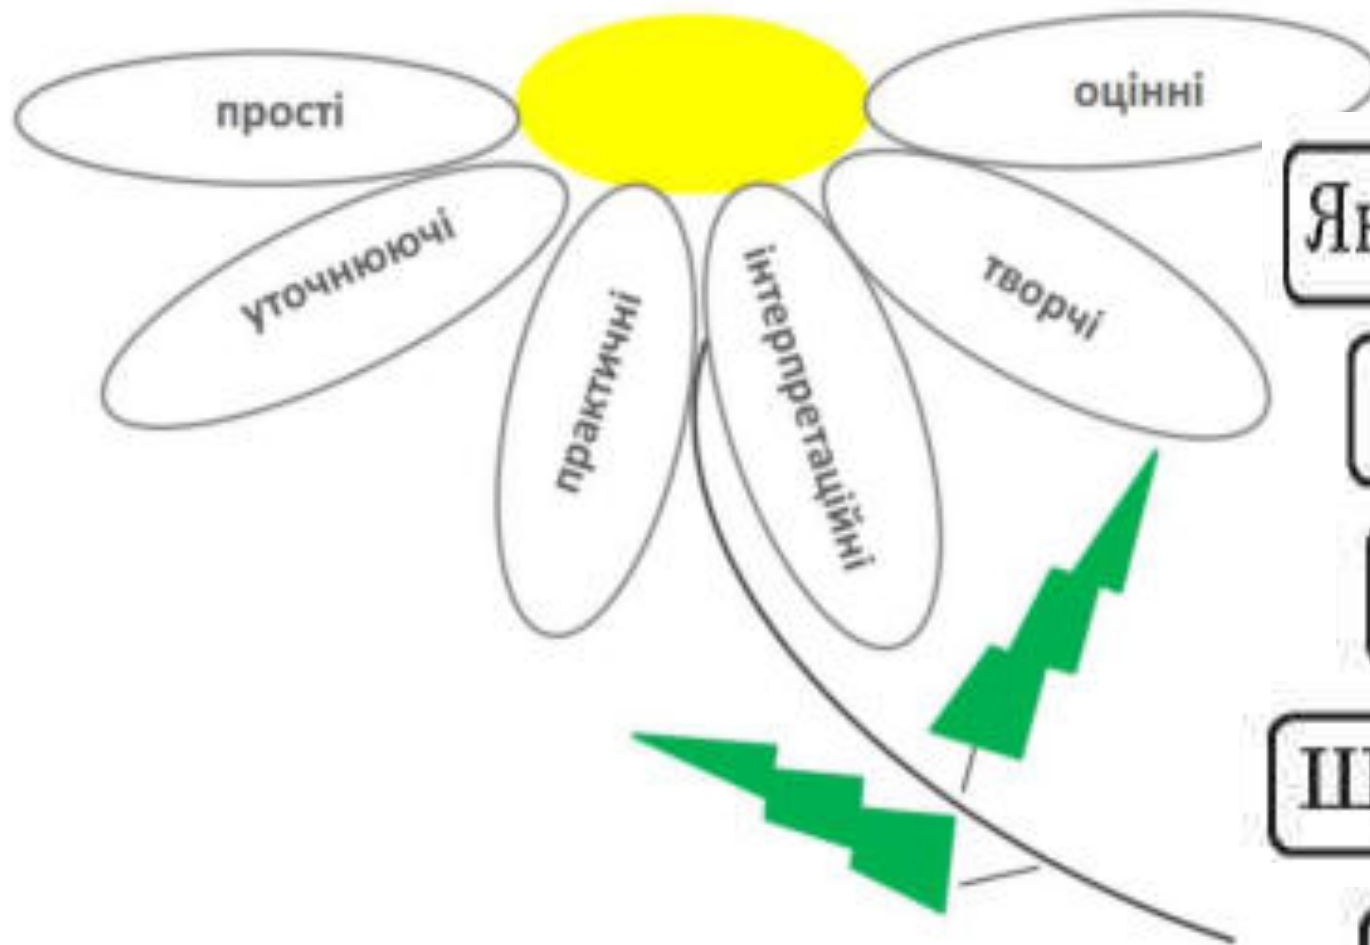 прості
оцінні
уточнюючі
творчі
практичні
інтерпретаційні